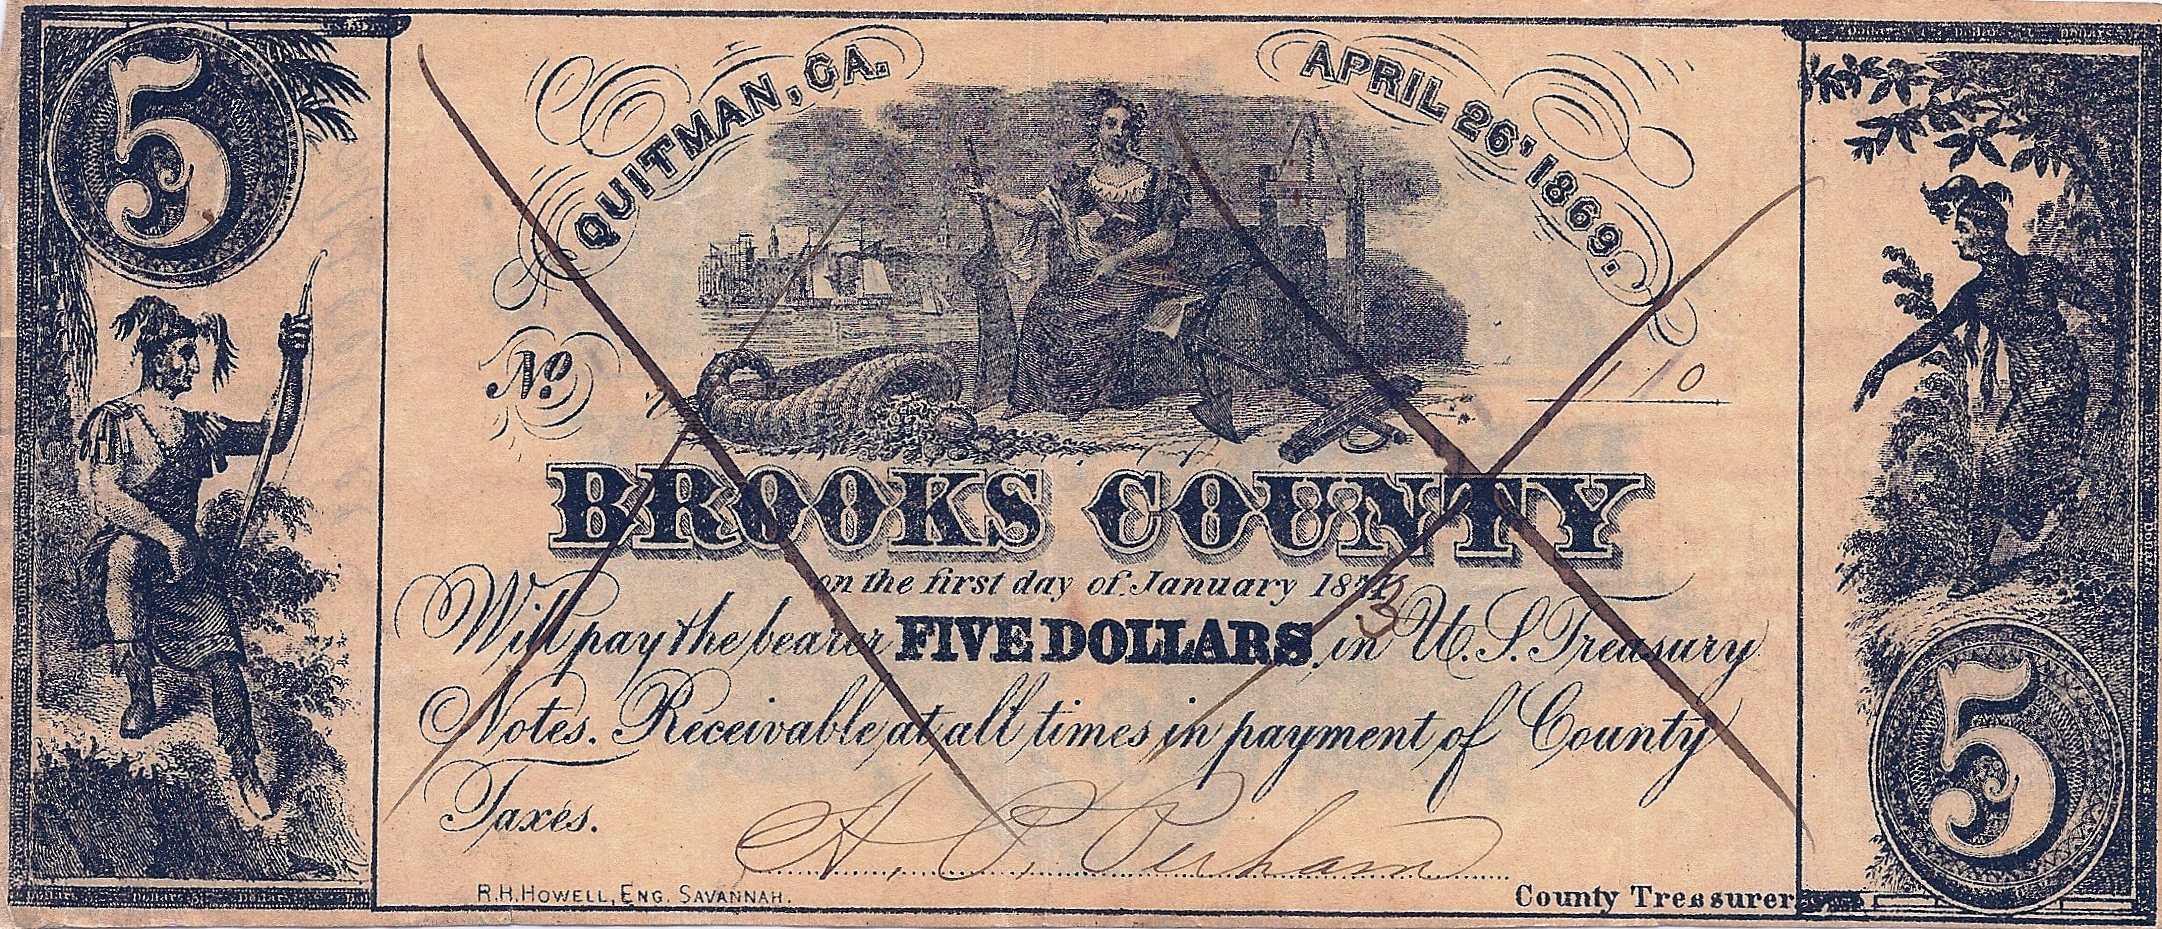 5
QUITMAN, GA.
APRIL 26, 1869.
No
110
BROOKS COUNTY
on the first day of January 1874
3
Will pay the bearer FIVE DOLLARS in U.S. Treasury
Notes. Receivable at all times in payment of County
Taxes.
5
R.H. HOWELL, ENG. SAVANNAH.
County Treasurer